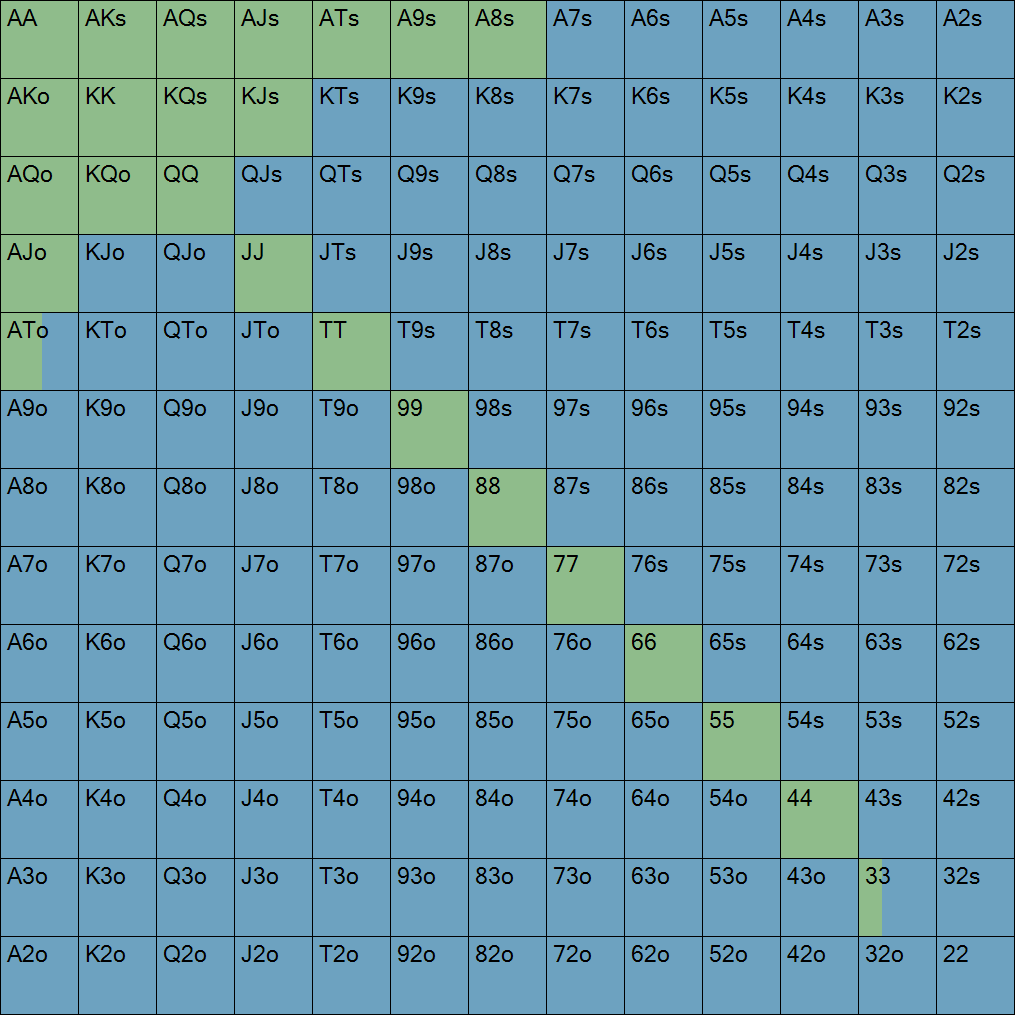 AA AKs AQs AJs ATs A9s A8s A7s A6s A5s A4s A3s A2s
AKo KK KQs KJs KTs K9s K8s K7s K6s K5s K4s K3s K2s
AQo KQo QQ QJs QTs Q9s Q8s Q7s Q6s Q5s Q4s Q3s Q2s
AJo KJo QJo JJ JTs J9s J8s J7s J6s J5s J4s J3s J2s
ATo KTo QTo JTo TT T9s T8s T7s T6s T5s T4s T3s T2s
A9o K9o Q9o J9o T9o 99 98s 97s 96s 95s 94s 93s 92s
A8o K8o Q8o J8o T8o 98o 88 87s 86s 85s 84s 83s 82s
A7o K7o Q7o J7o T7o 97o 87o 77 76s 75s 74s 73s 72s
A6o K6o Q6o J6o T6o 96o 86o 76o 66 65s 64s 63s 62s
A5o K5o Q5o J5o T5o 95o 85o 75o 65o 55 54s 53s 52s
A4o K4o Q4o J4o T4o 94o 84o 74o 64o 54o 44 43s 42s
A3o K3o Q3o J3o T3o 93o 83o 73o 63o 53o 43o 33 32s
A2o K2o Q2o J2o T2o 92o 82o 72o 62o 52o 42o 32o 22